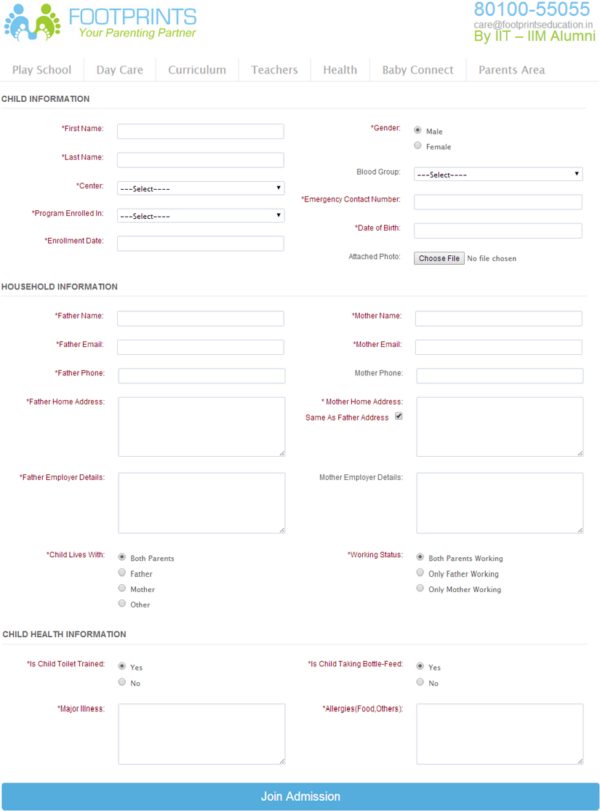 FOOTPRINTS
Your Parenting Partner
80100-55055
care@footprintseducation.in
By IIT – IIM Alumni
Play School Day Care Curriculum Teachers Health Baby Connect Parents Area
CHILD INFORMATION
*First Name: *Gender: Male
Female
*Last Name: Blood Group: ---Select----
*Center: ---Select---- *Emergency Contact Number:
*Program Enrolled In: ---Select---- *Date of Birth:
*Enrollment Date: Attached Photo: Choose File No file chosen
HOUSEHOLD INFORMATION
*Father Name: *Mother Name:
*Father Email: *Mother Email:
*Father Phone: Mother Phone:
*Father Home Address: * Mother Home Address:
Same As Father Address
*Father Employer Details: Mother Employer Details:
*Child Lives With: Both Parents *Working Status: Both Parents Working
Father Only Father Working
Mother Only Mother Working
Other
CHILD HEALTH INFORMATION
*Is Child Toilet Trained: Yes *Is Child Taking Bottle-Feed: Yes
No No
*Major Illness: *Allergies(Food,Others):
Join Admission